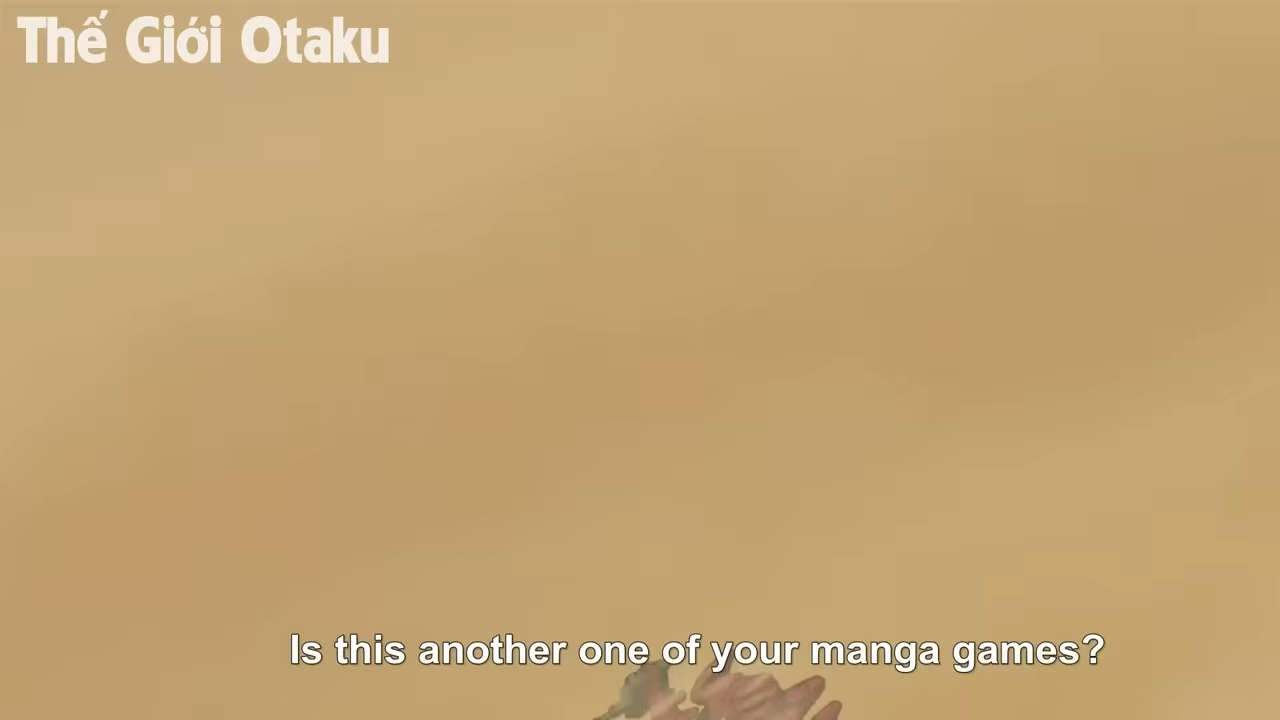 Thế Giới Otaku
Is this another one of your manga games?